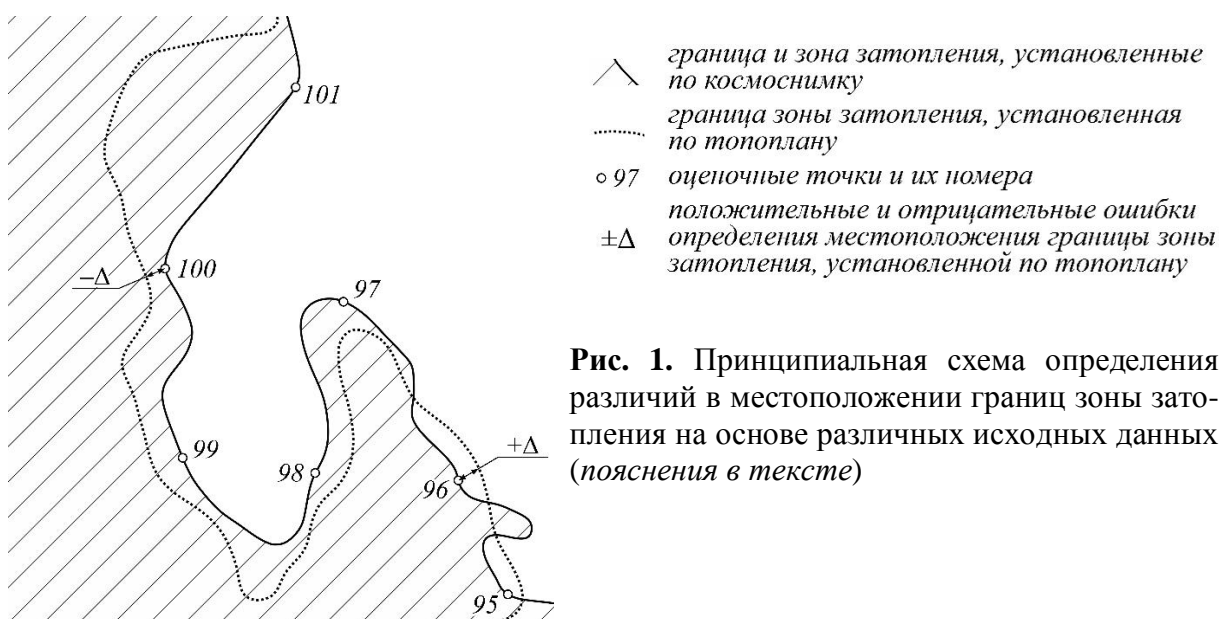 101
100
−Δ
97
99
98
96
+Δ
95
граница и зона затопления, установленные
по космоснимку
граница зоны затопления, установленная
по топоплану
97 оценочные точки и их номера
положительные и отрицательные ошибки
±Δ определения местоположения границы зоны
затопления, установленной по топоплану
Рис. 1. Принципиальная схема определения
различий в местоположении границ зоны зато-
пления на основе различных исходных данных
(пояснения в тексте)